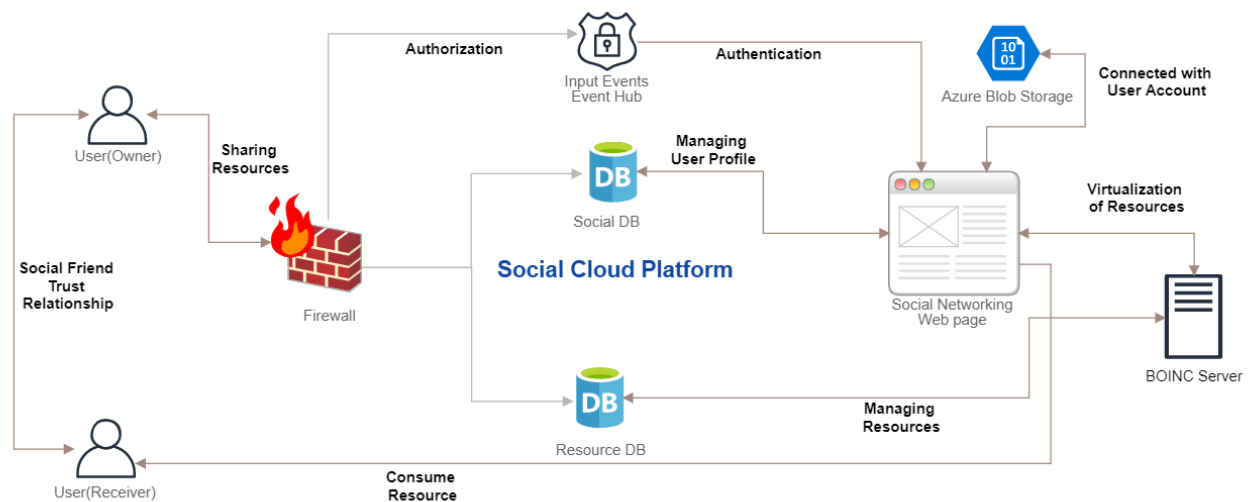 Authorization
Input Events
Event Hub
Authentication
10
01
Azure Blob Storage
Connected with
User Account
User(Owner)
Sharing
Resources
DB
Social DB
Managing
User Profile
Virtualization
of Resources
Social Friend
Trust
Relationship
Firewall
Social Cloud Platform
Social Networking
Web page
BOINC Server
DB
Resource DB
Managing
Resources
User(Receiver)
Consume
Resource